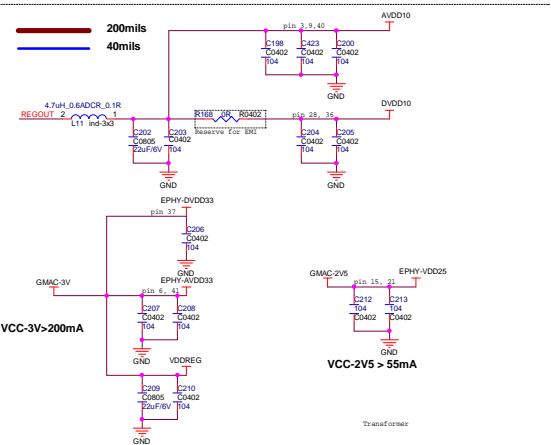 200mils
40mils
AVDD10
pin 3,9,40
C198
C0402
104
C423
C0402
104
C200
C0402
104
GND
4.7uH_0.6ADCR_0.1R
REGOUT 2 1
L11 ind-3x3
R168 0R R0402
Reserve for EMI
pin 28, 36
DVDD10
C202
C0805
22uF/6V
C203
C0402
104
GND
C204
C0402
104
C205
C0402
104
GND
EPHY-DVDD33
pin 37
C206
C0402
104
GND
GMAC-3V
EPHY-AVDD33
pin 6, 41
C207
C0402
104
C208
C0402
104
GND
VCC-3V>200mA
VDDREG
C209
C0805
22uF/6V
C210
C0402
104
GND
GMAC-2V5
EPHY-VDD25
pin 15, 21
C212
104
C0402
C213
104
C0402
GND
VCC-2V5 > 55mA
Transformer